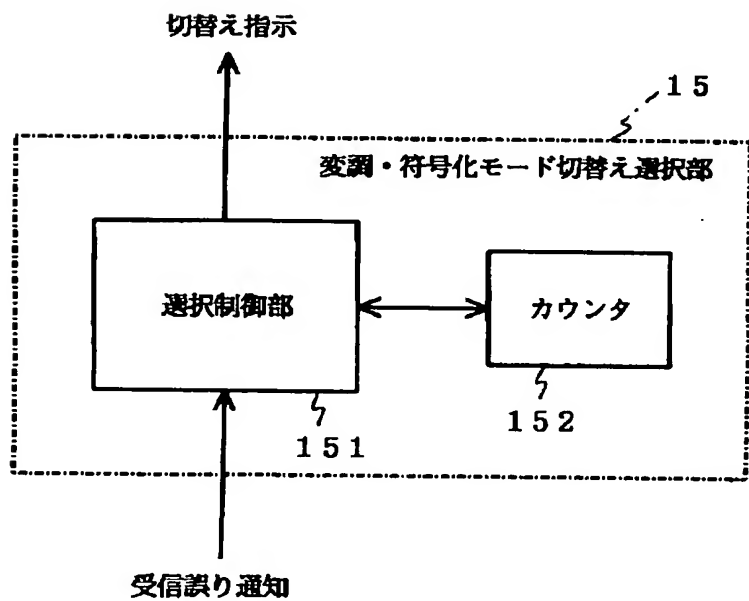 切替え指示
15
変調・符号化モード切替え選択部
選択制御部
カウンタ
151
152
受信誤り通知